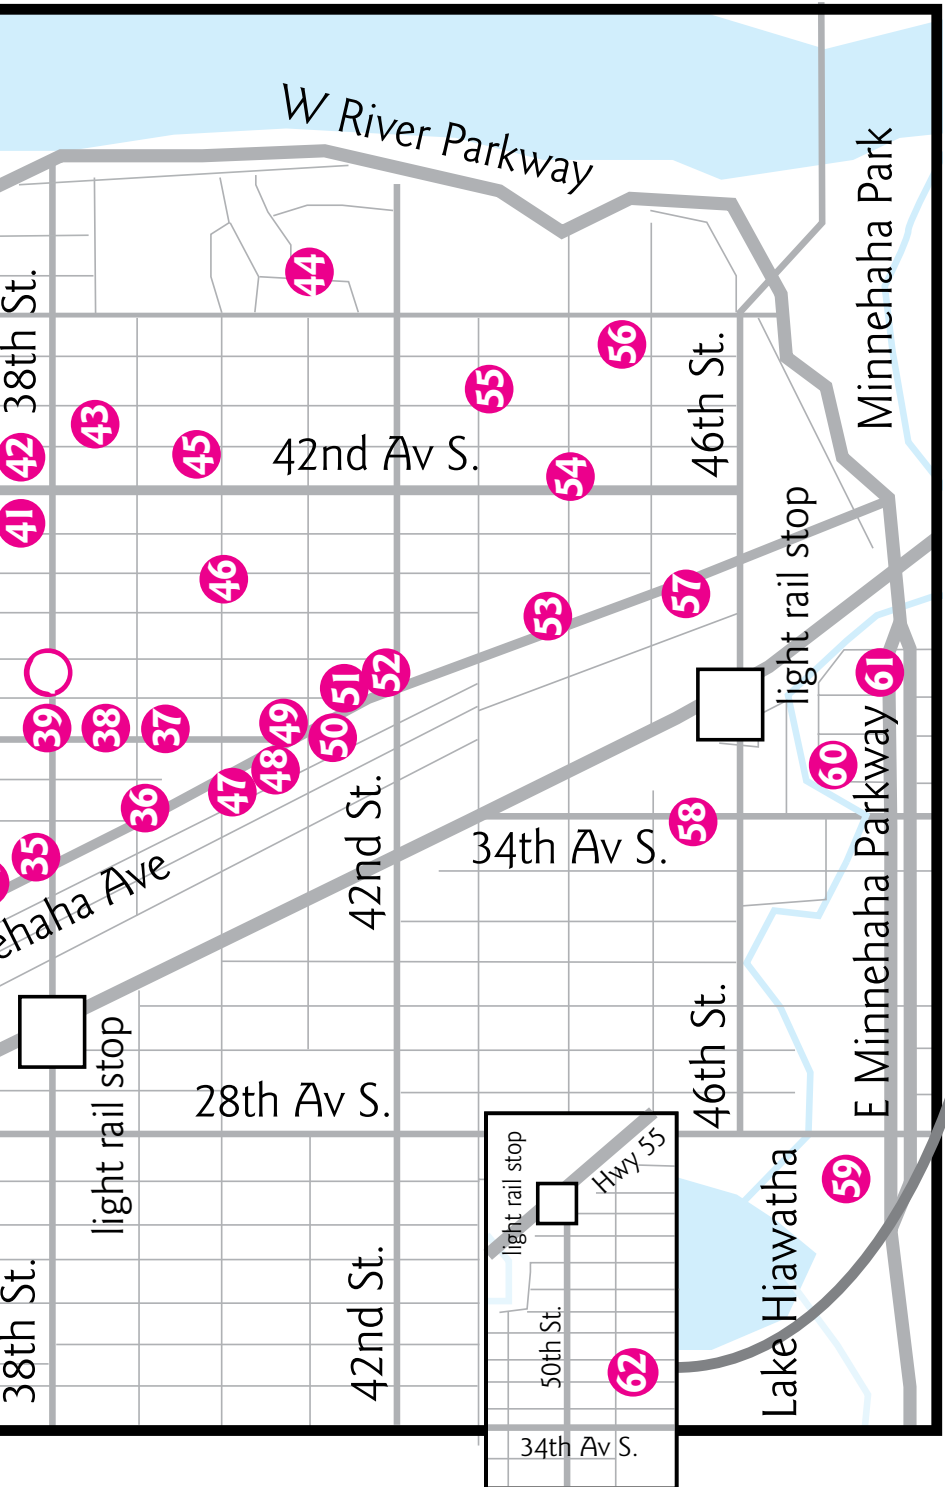 W River Parkway
Minnehaha Park
44
38th St.
56
46th St.
55
43
42
45
42nd Av S.
54
41
light rail stop
46
57
53
61
52
51
39
38
37
49
50
60
48
47
36
58
42nd St.
34th Av S.
35
ehaha Ave
E Minnehaha Parkway
46th St.
light rail stop
28th Av S.
light rail stop
Hwy 55
59
Lake Hiawatha
38th St.
42nd St.
50th St.
62
34th Av S.